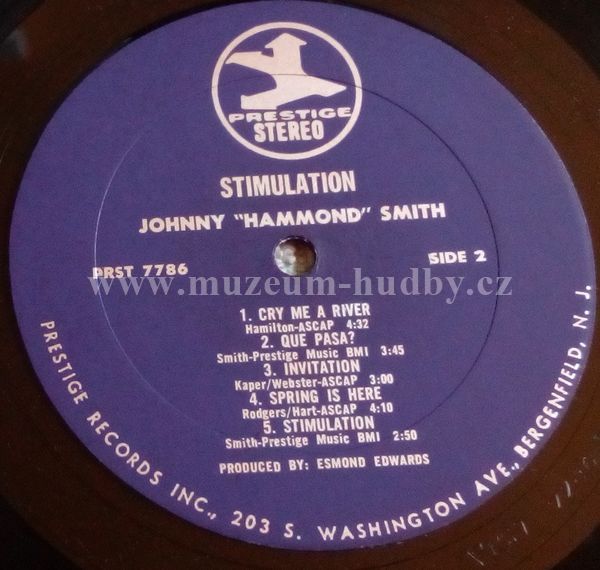 PRESTIGE
STEREO
STIMULATION
JOHNNY "HAMMOND" SMITH
PRST 7786
SIDE 2
www.muzeum-hudby.cz
1. CRY ME A RIVER
Hamilton-ASCAP 4:32
2. QUE PASA?
Smith-Prestige Music BMI 3:45
3. INVITATION
Kaper/Webster-ASCAP 3:00
4. SPRING IS HERE
Rodgers/Hart-ASCAP 4:10
5. STIMULATION
Smith-Prestige Music BMI 2:50
PRODUCED BY: ESMOND EDWARDS
PRESTIGE RECORDS INC., 203 S. WASHINGTON AVE., BERGENFIELD, N. J.